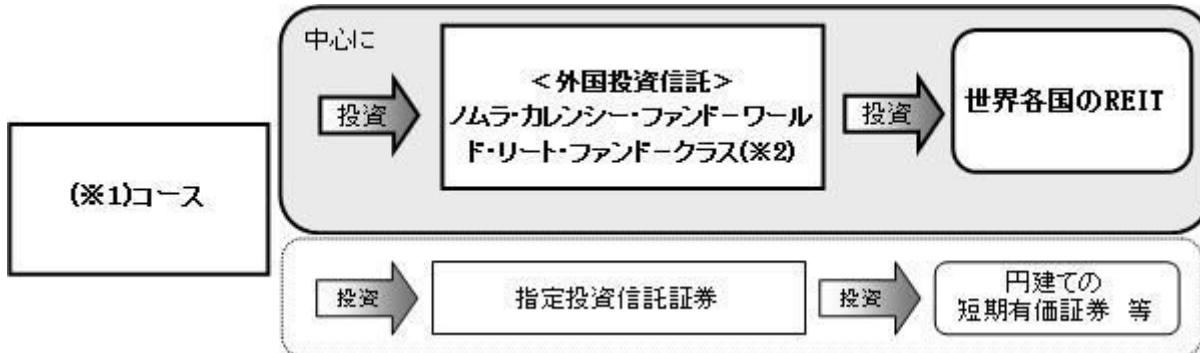 中心に
投資
<外国投資信託>
ノムラ・カレンシー・ファンド－ワール
ド・リート・ファンド－クラス(※2)
投資
世界各国のREIT
(※1)コース
投資
指定投資信託証券
投資
円建ての
短期有価証券 等